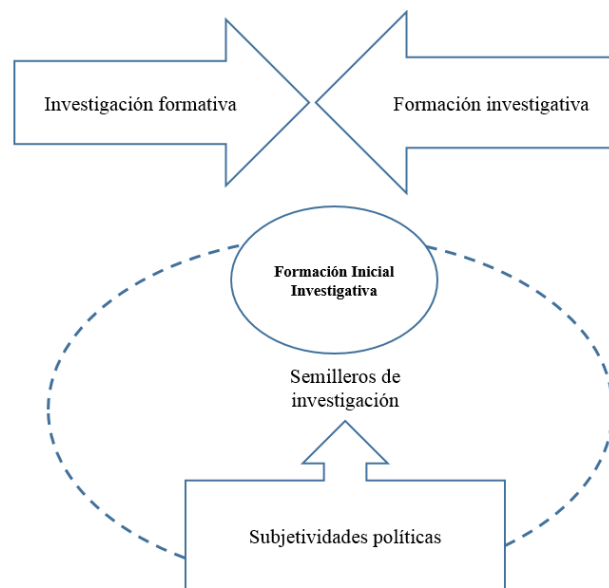 Investigación formativa
Formación investigativa
Formación Inicial
Investigativa
Semilleros de
investigación
Subjetividades políticas